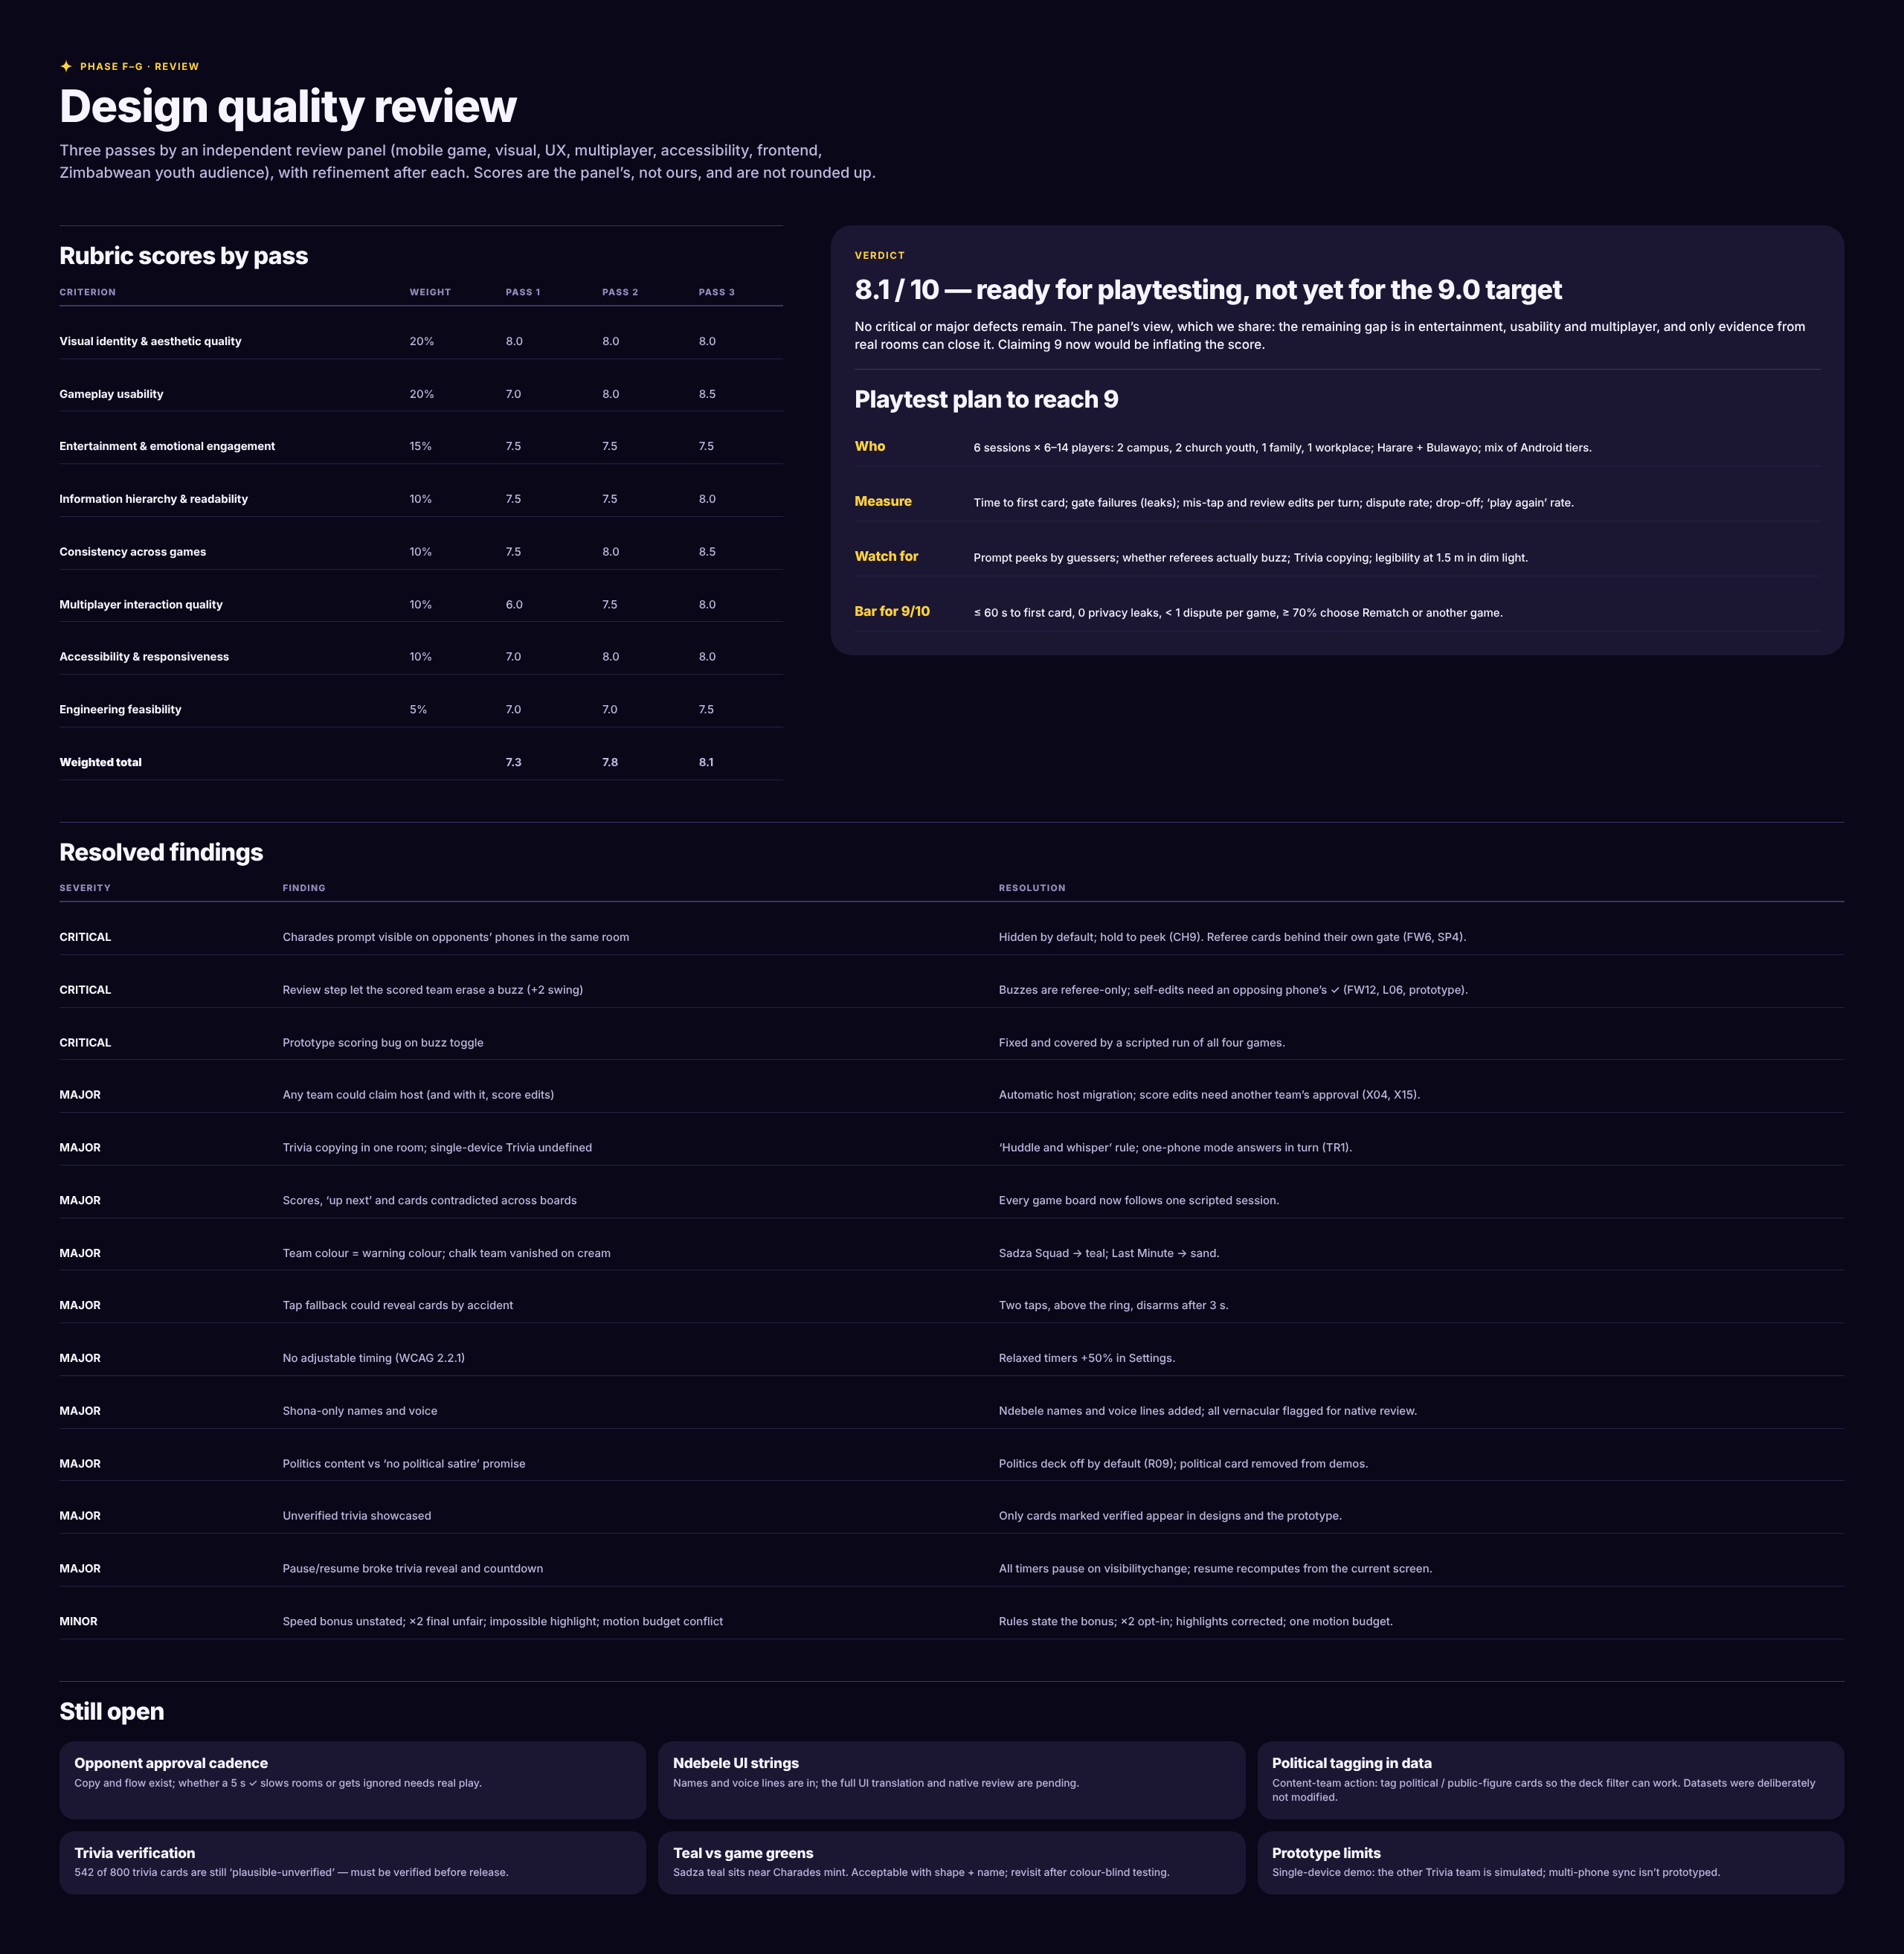 PHASE F–G · REVIEW
Design quality review
Three passes by an independent review panel (mobile game, visual, UX, multiplayer, accessibility, frontend,
Zimbabwean youth audience), with refinement after each. Scores are the panel’s, not ours, and are not rounded up.
Rubric scores by pass
CRITERION WEIGHT PASS 1 PASS 2 PASS 3
Visual identity & aesthetic quality 20% 8.0 8.0 8.0
Gameplay usability 20% 7.0 8.0 8.5
Entertainment & emotional engagement 15% 7.5 7.5 7.5
Information hierarchy & readability 10% 7.5 7.5 8.0
Consistency across games 10% 7.5 8.0 8.5
Multiplayer interaction quality 10% 6.0 7.5 8.0
Accessibility & responsiveness 10% 7.0 8.0 8.0
Engineering feasibility 5% 7.0 7.0 7.5
Weighted total 7.3 7.8 8.1
VERDICT
8.1 / 10 — ready for playtesting, not yet for the 9.0 target
No critical or major defects remain. The panel’s view, which we share: the remaining gap is in entertainment, usability and multiplayer, and only evidence from
real rooms can close it. Claiming 9 now would be inflating the score.
Playtest plan to reach 9
Who 6 sessions × 6–14 players: 2 campus, 2 church youth, 1 family, 1 workplace; Harare + Bulawayo; mix of Android tiers.
Measure Time to first card; gate failures (leaks); mis-tap and review edits per turn; dispute rate; drop-off; ‘play again’ rate.
Watch for Prompt peeks by guessers; whether referees actually buzz; Trivia copying; legibility at 1.5 m in dim light.
Bar for 9/10 ≤ 60 s to first card, 0 privacy leaks, < 1 dispute per game, ≥ 70% choose Rematch or another game.
Resolved findings
SEVERITY FINDING RESOLUTION
CRITICAL Charades prompt visible on opponents’ phones in the same room Hidden by default; hold to peek (CH9). Referee cards behind their own gate (FW6, SP4).
CRITICAL Review step let the scored team erase a buzz (+2 swing) Buzzes are referee-only; self-edits need an opposing phone’s ✓ (FW12, L06, prototype).
CRITICAL Prototype scoring bug on buzz toggle Fixed and covered by a scripted run of all four games.
MAJOR Any team could claim host (and with it, score edits) Automatic host migration; score edits need another team’s approval (X04, X15).
MAJOR Trivia copying in one room; single-device Trivia undefined ‘Huddle and whisper’ rule; one-phone mode answers in turn (TR1).
MAJOR Scores, ‘up next’ and cards contradicted across boards Every game board now follows one scripted session.
MAJOR Team colour = warning colour; chalk team vanished on cream Sadza Squad → teal; Last Minute → sand.
MAJOR Tap fallback could reveal cards by accident Two taps, above the ring, disarms after 3 s.
MAJOR No adjustable timing (WCAG 2.2.1) Relaxed timers +50% in Settings.
MAJOR Shona-only names and voice Ndebele names and voice lines added; all vernacular flagged for native review.
MAJOR Politics content vs ‘no political satire’ promise Politics deck off by default (R09); political card removed from demos.
MAJOR Unverified trivia showcased Only cards marked verified appear in designs and the prototype.
MAJOR Pause/resume broke trivia reveal and countdown All timers pause on visibilitychange; resume recomputes from the current screen.
MINOR Speed bonus unstated; ×2 final unfair; impossible highlight; motion budget conflict Rules state the bonus; ×2 opt-in; highlights corrected; one motion budget.
Still open
Opponent approval cadence
Copy and flow exist; whether a 5 s ✓ slows rooms or gets ignored needs real play.
Ndebele UI strings
Names and voice lines are in; the full UI translation and native review are pending.
Political tagging in data
Content-team action: tag political / public-figure cards so the deck filter can work. Datasets were deliberately
not modified.
Trivia verification
542 of 800 trivia cards are still ‘plausible-unverified’ — must be verified before release.
Teal vs game greens
Sadza teal sits near Charades mint. Acceptable with shape + name; revisit after colour-blind testing.
Prototype limits
Single-device demo: the other Trivia team is simulated; multi-phone sync isn’t prototyped.